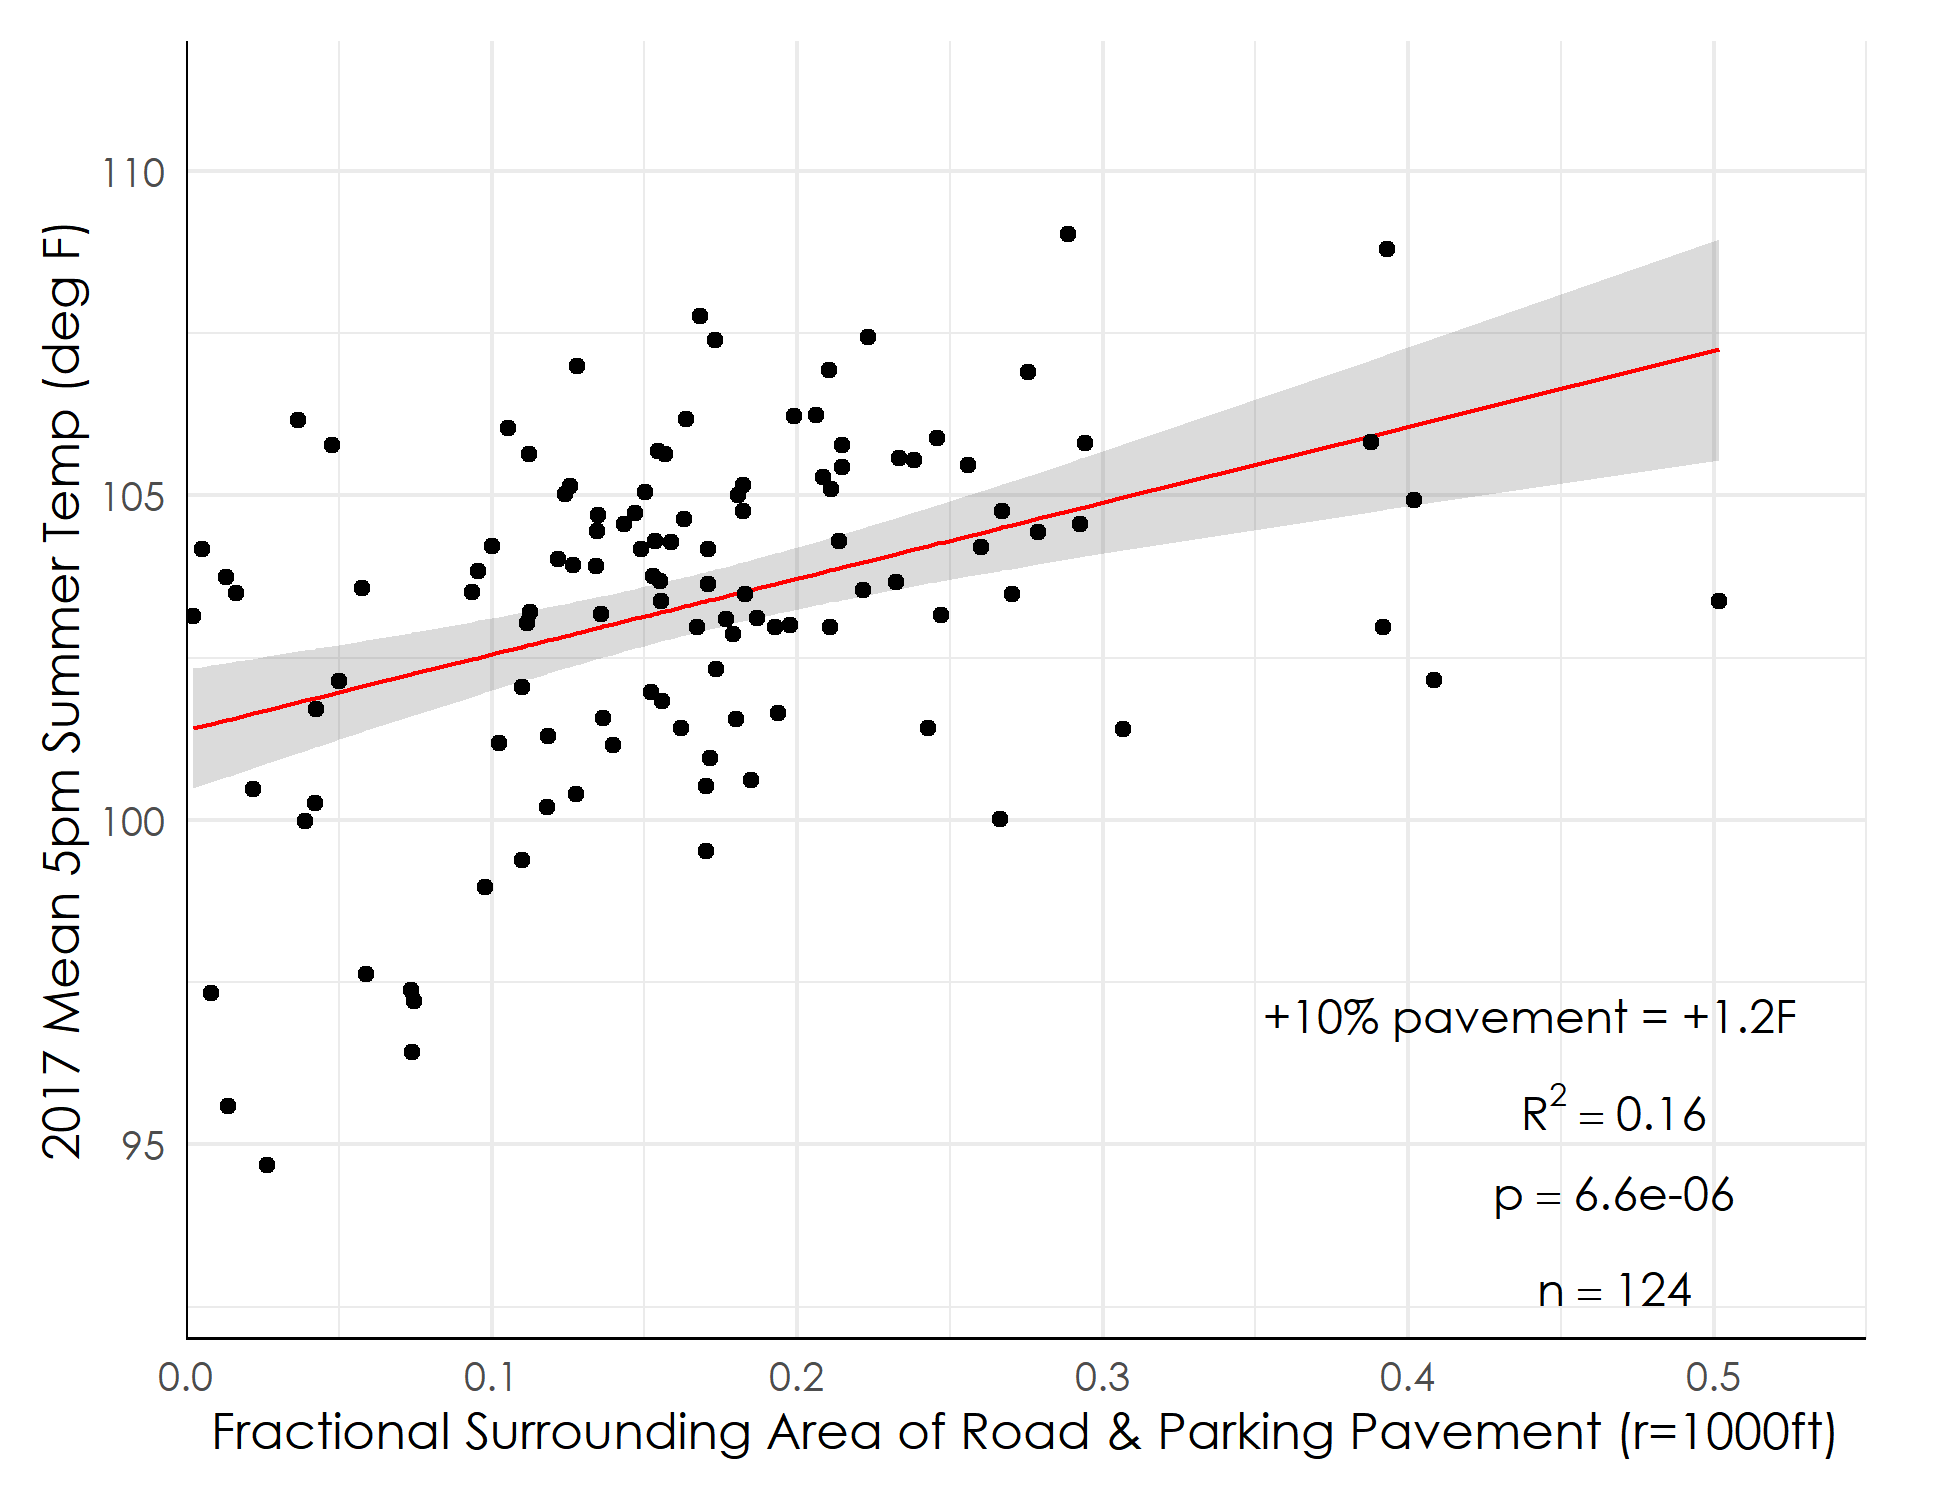 2017 Mean 5pm Summer Temp (deg F)
110
105
100
95
+10% pavement = +1.2F
R² = 0.16
p = 6.6e-06
n = 124
0.0 0.1 0.2 0.3 0.4 0.5
Fractional Surrounding Area of Road & Parking Pavement (r=1000ft)